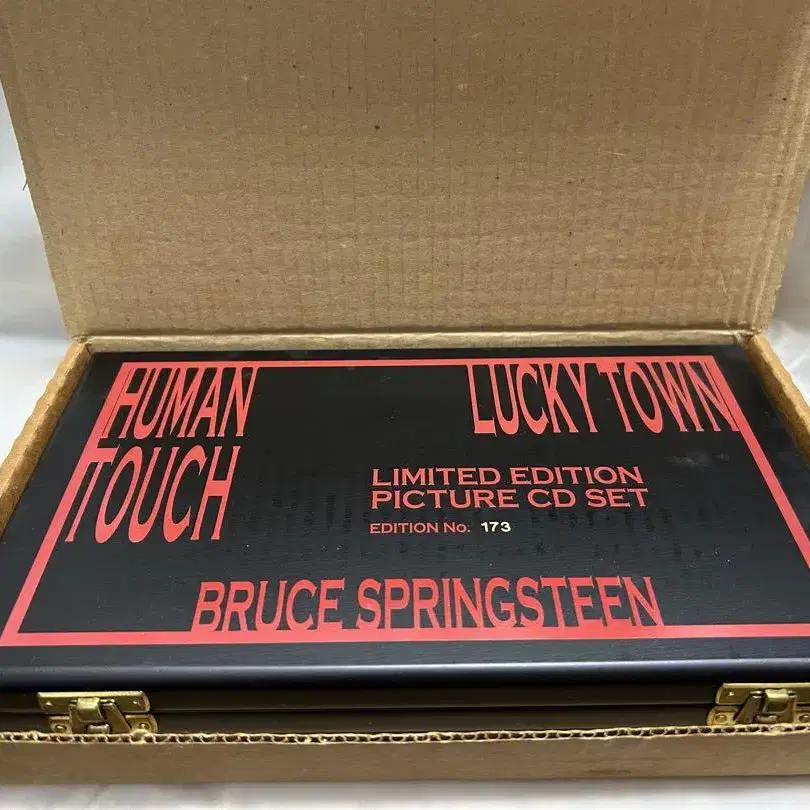 HUMAN
TOUCH
LUCKY TOWN
LIMITED EDITION
PICTURE CD SET
EDITION No. 173
BRUCE SPRINGSTEEN